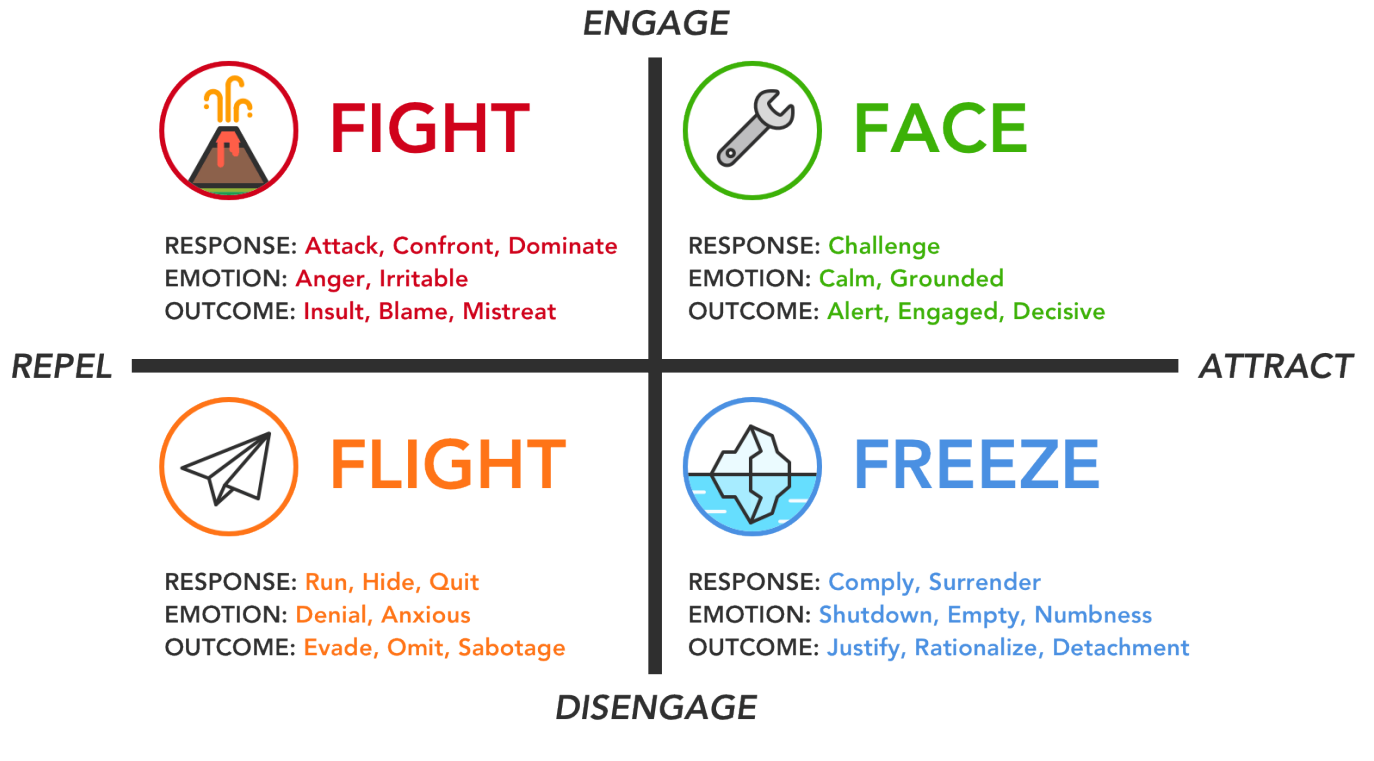 ENGAGE
FIGHT
RESPONSE: Attack, Confront, Dominate
EMOTION: Anger, Irritable
OUTCOME: Insult, Blame, Mistreat
FACE
RESPONSE: Challenge
EMOTION: Calm, Grounded
OUTCOME: Alert, Engaged, Decisive
REPEL
ATTRACT
FLIGHT
RESPONSE: Run, Hide, Quit
EMOTION: Denial, Anxious
OUTCOME: Evade, Omit, Sabotage
FREEZE
RESPONSE: Comply, Surrender
EMOTION: Shutdown, Empty, Numbness
OUTCOME: Justify, Rationalize, Detachment
DISENGAGE